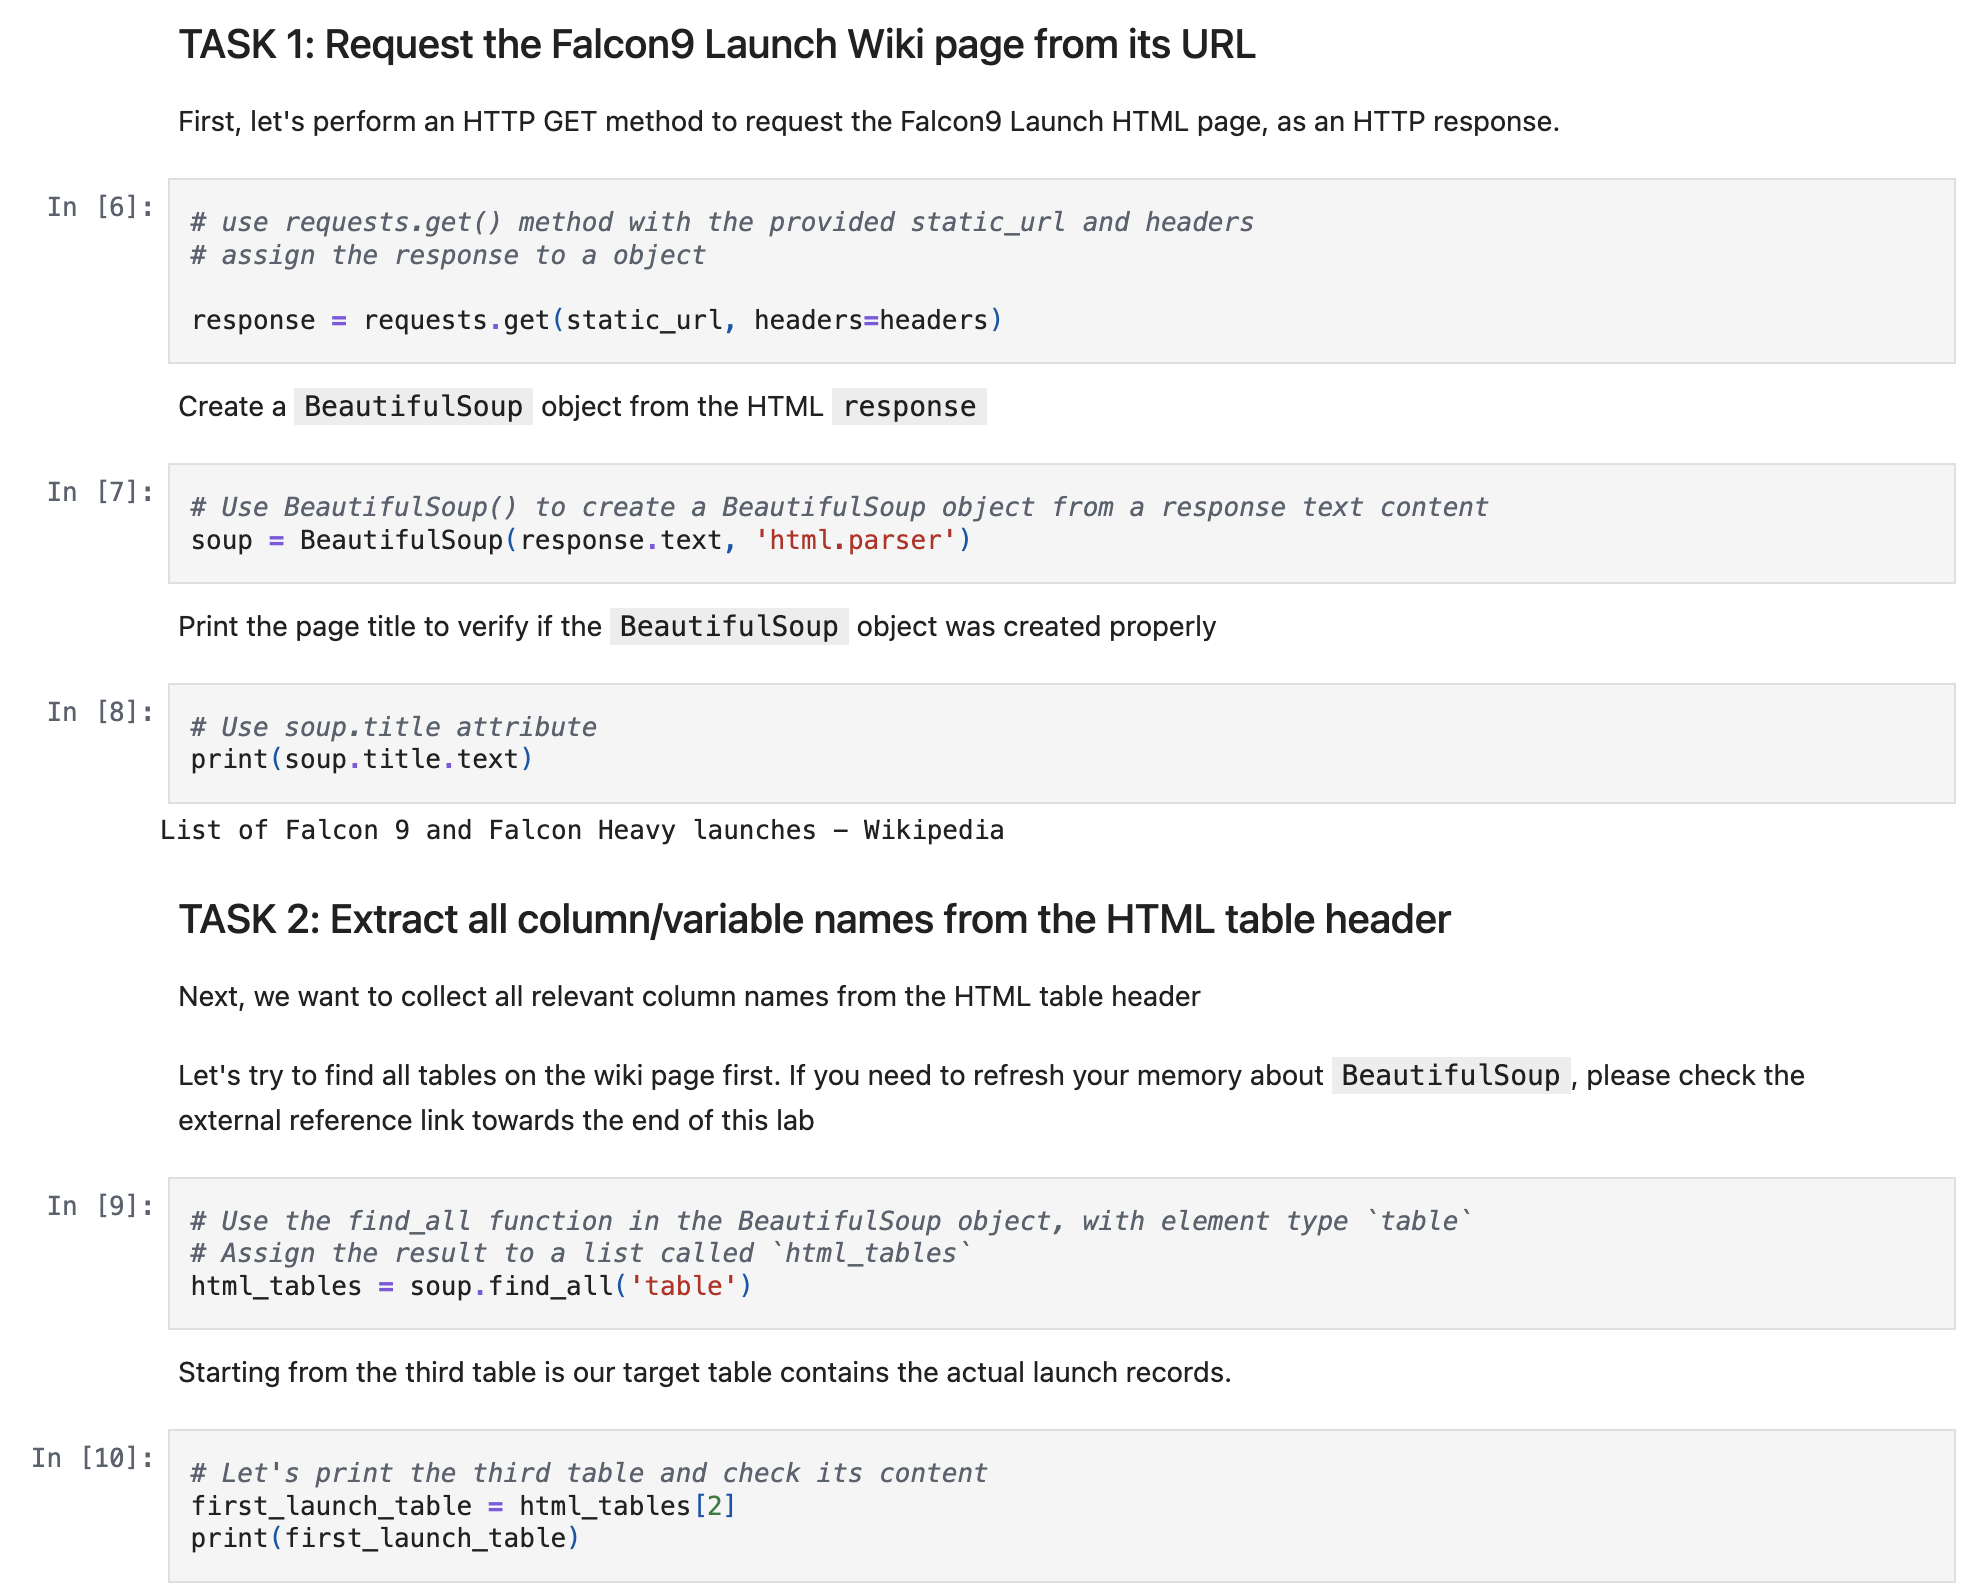 TASK 1: Request the Falcon9 Launch Wiki page from its URL
First, let's perform an HTTP GET method to request the Falcon9 Launch HTML page, as an HTTP response.
In [6]:
# use requests.get() method with the provided static_url and headers
# assign the response to a object
response = requests.get(static_url, headers=headers)
Create a BeautifulSoup object from the HTML response
In [7]:
# Use BeautifulSoup() to create a BeautifulSoup object from a response text content
soup = BeautifulSoup(response.text, 'html.parser')
Print the page title to verify if the BeautifulSoup object was created properly
In [8]:
# Use soup.title attribute
print(soup.title.text)
List of Falcon 9 and Falcon Heavy launches - Wikipedia
TASK 2: Extract all column/variable names from the HTML table header
Next, we want to collect all relevant column names from the HTML table header
Let's try to find all tables on the wiki page first. If you need to refresh your memory about BeautifulSoup, please check the
external reference link towards the end of this lab
In [9]:
# Use the find_all function in the BeautifulSoup object, with element type `table`
# Assign the result to a list called `html_tables`
html_tables = soup.find_all('table')
Starting from the third table is our target table contains the actual launch records.
In [10]:
# Let's print the third table and check its content
first_launch_table = html_tables[2]
print(first_launch_table)